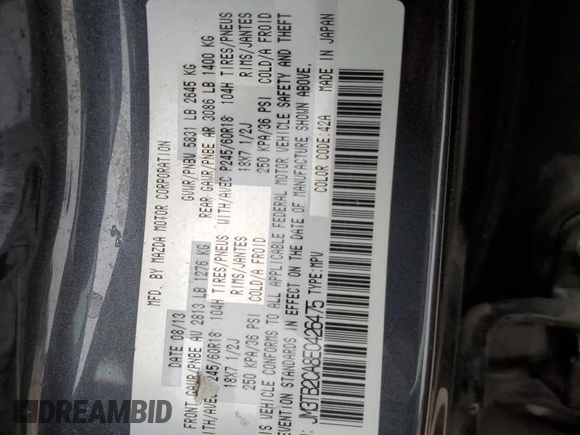 MFD. BY MAZDA MOTOR CORPORATION
DATE 08/13 GVWR/PNBV 5831 LB 2645 KG
FRONT GAWR/PNBE AV 2813 LB 1276 KG REAR GAWR/PNBE AR 3086 LB 1400 KG
WITH/AVEC 245/60R18 104H TIRES/PNEUS WITH/AVEC P245/60R18 104H TIRES/PNEUS
18X7 1/2J RIMS/JANTES 18X7 1/2J RIMS/JANTES
250 KPA/36 PSI COLD/A FROID 250 KPA/36 PSI COLD/A FROID
IS VEHICLE CONFORMS TO ALL APPLICABLE FEDERAL MOTOR VEHICLE SAFETY AND THEFT
EVENTION STANDARDS IN EFFECT ON THE DATE OF MANUFACTURE SHOWN ABOVE.
JM3TB2DA8E0426475 TYPE: MPV COLOR CODE: 42A MADE IN JAPAN
DREAMBID